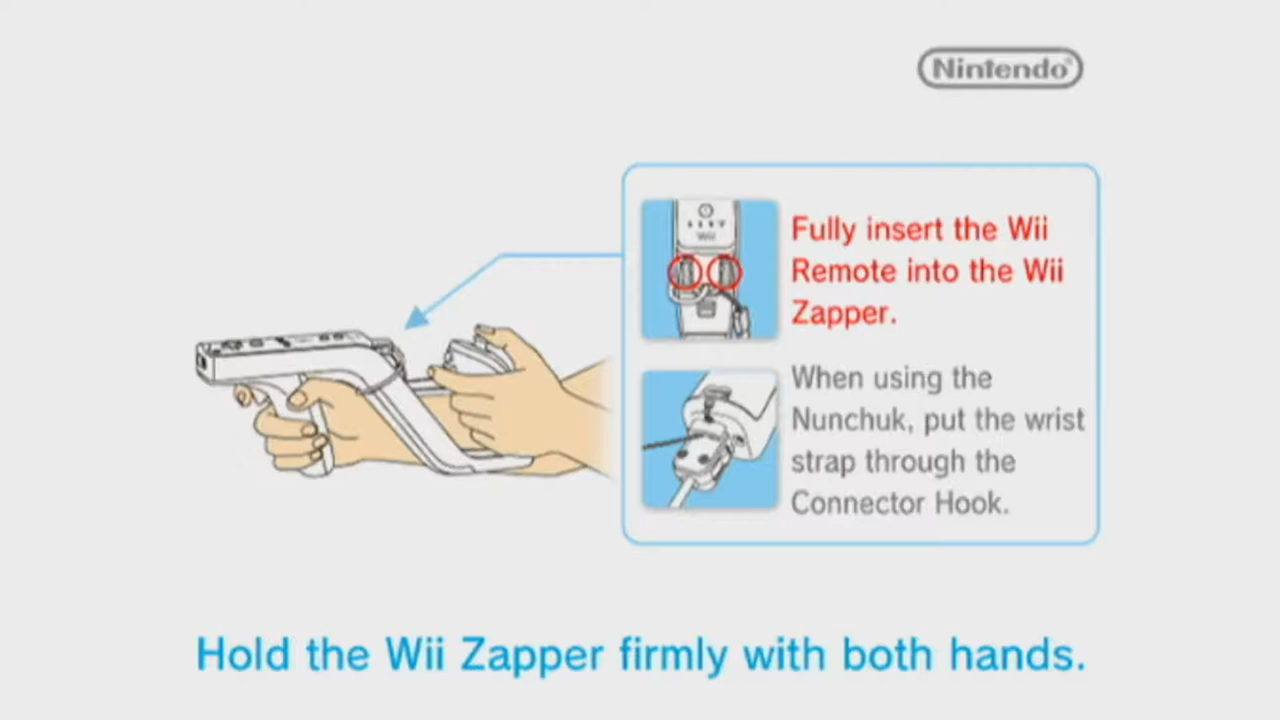 Nintendo®
Wii
Fully insert the Wii
Remote into the Wii
Zapper.
When using the
Nunchuk, put the wrist
strap through the
Connector Hook.
Hold the Wii Zapper firmly with both hands.